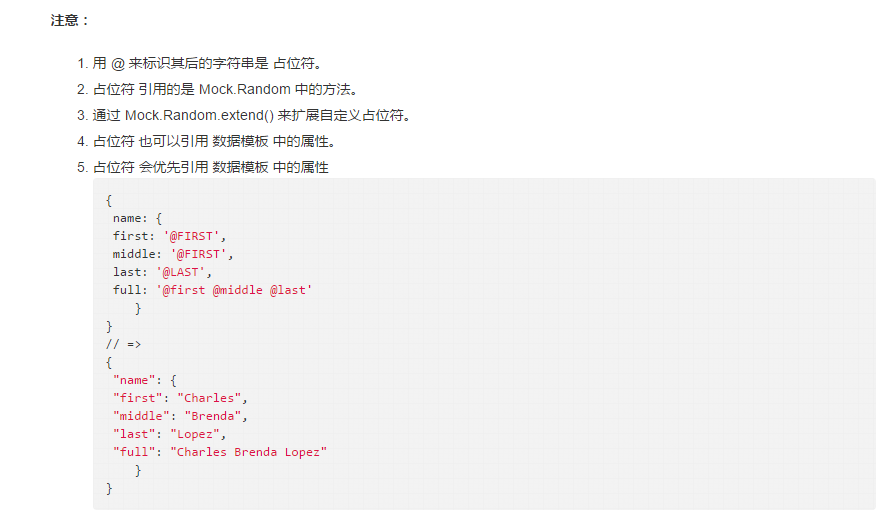 注意：
1. 用 @ 来标识其后的字符串是 占位符。
2. 占位符 引用的是 Mock.Random 中的方法。
3. 通过 Mock.Random.extend() 来扩展自定义占位符。
4. 占位符 也可以引用 数据模板 中的属性。
5. 占位符 会优先引用 数据模板 中的属性
{
 name: {
 first: '@FIRST',
 middle: '@FIRST',
 last: '@LAST',
 full: '@first @middle @last'
    }
}
// =>
{
 "name": {
 "first": "Charles",
 "middle": "Brenda",
 "last": "Lopez",
 "full": "Charles Brenda Lopez"
    }
}